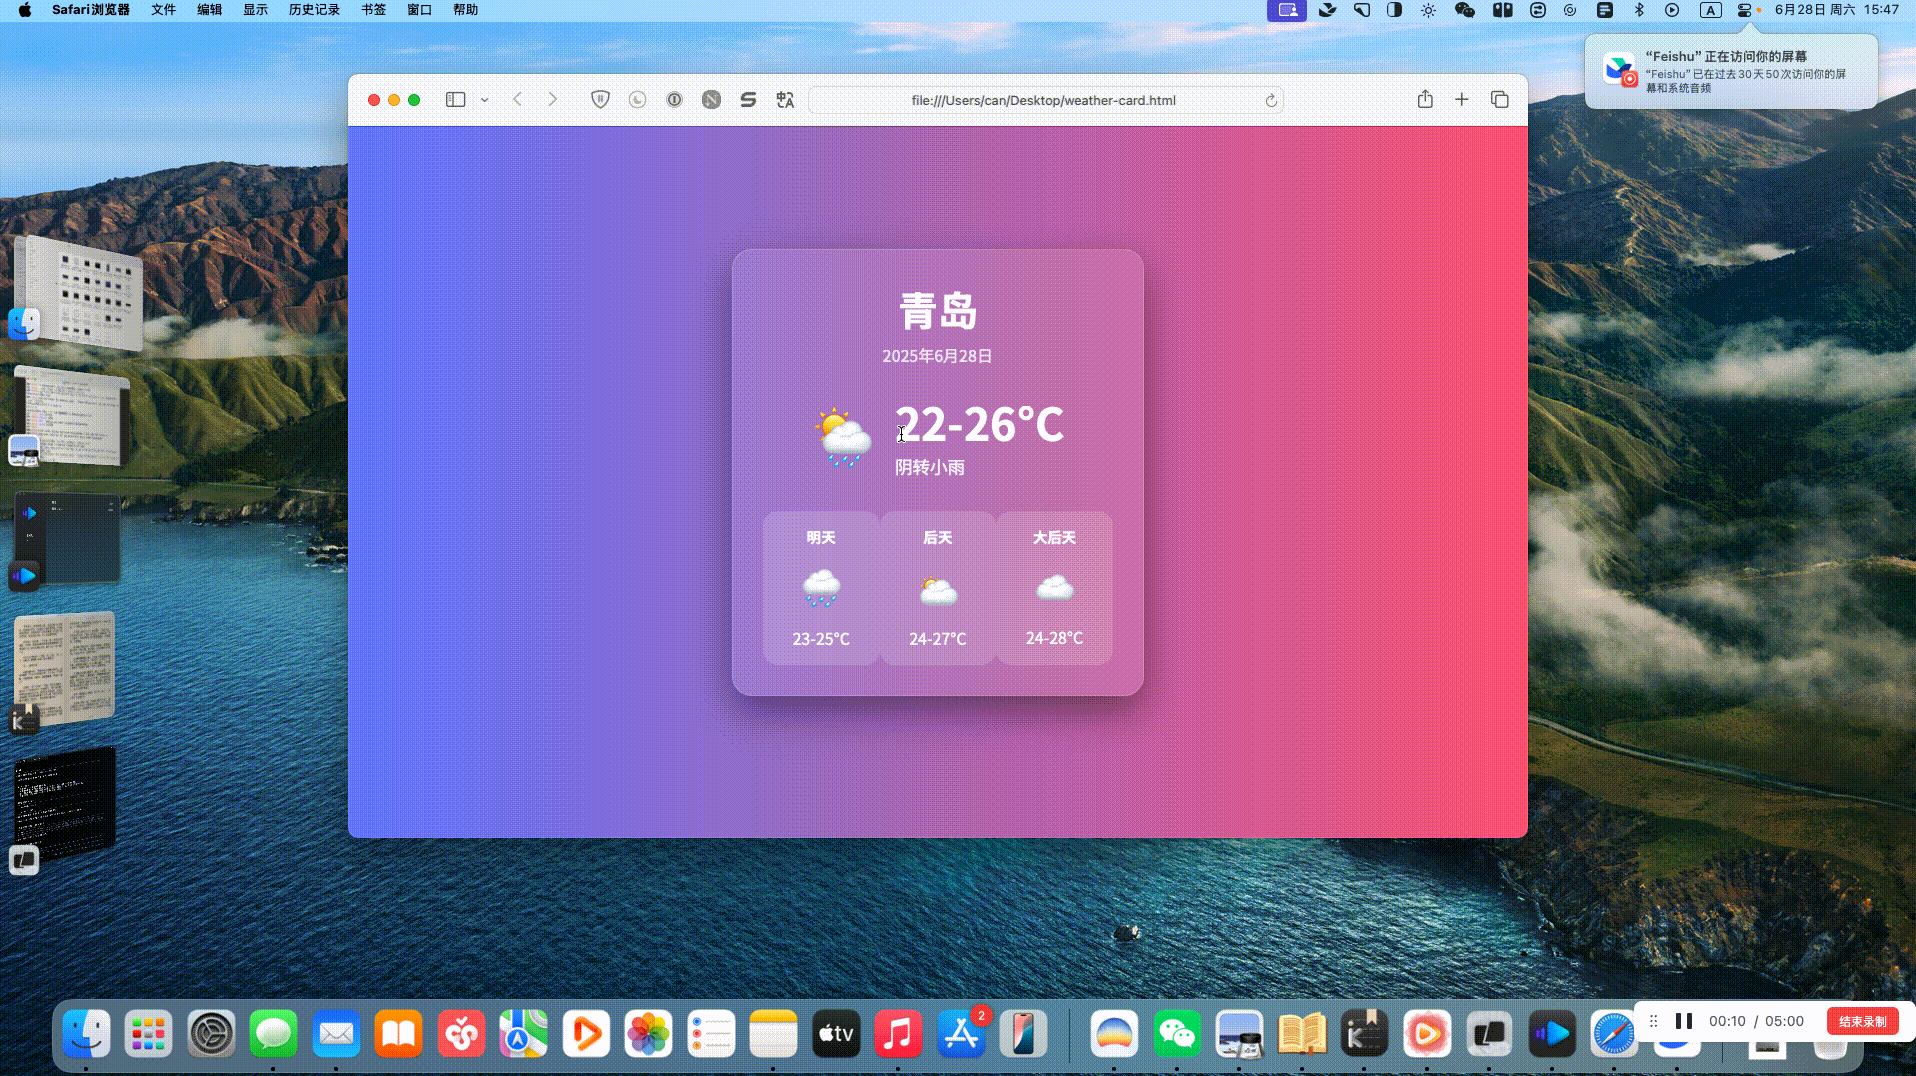 Safari浏览器 文件 编辑 显示 历史记录 书签 窗口 帮助
A 6月28日 周六 15:47
“Feishu”正在访问你的屏幕
“Feishu”已在过去30天50次访问你的屏
幕和系统音频
file:///Users/can/Desktop/weather-card.html
青岛
2025年6月28日
22-26°C
阴转小雨
明天 后天 大后天
23-25°C 24-27°C 24-28°C
tv
2
00:10 / 05:00 结束录制